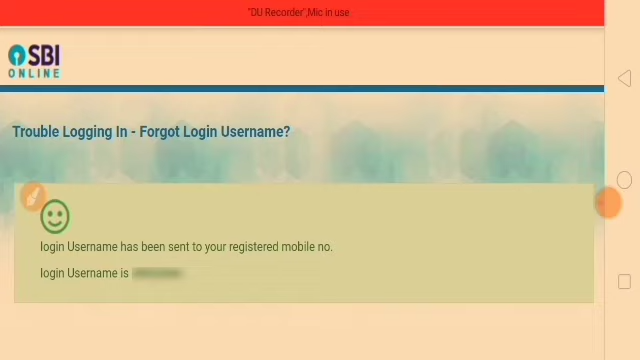 "DU Recorder",Mic in use
SBI
ONLINE
Trouble Logging In - Forgot Login Username?
login Username has been sent to your registered mobile no.
login Username is